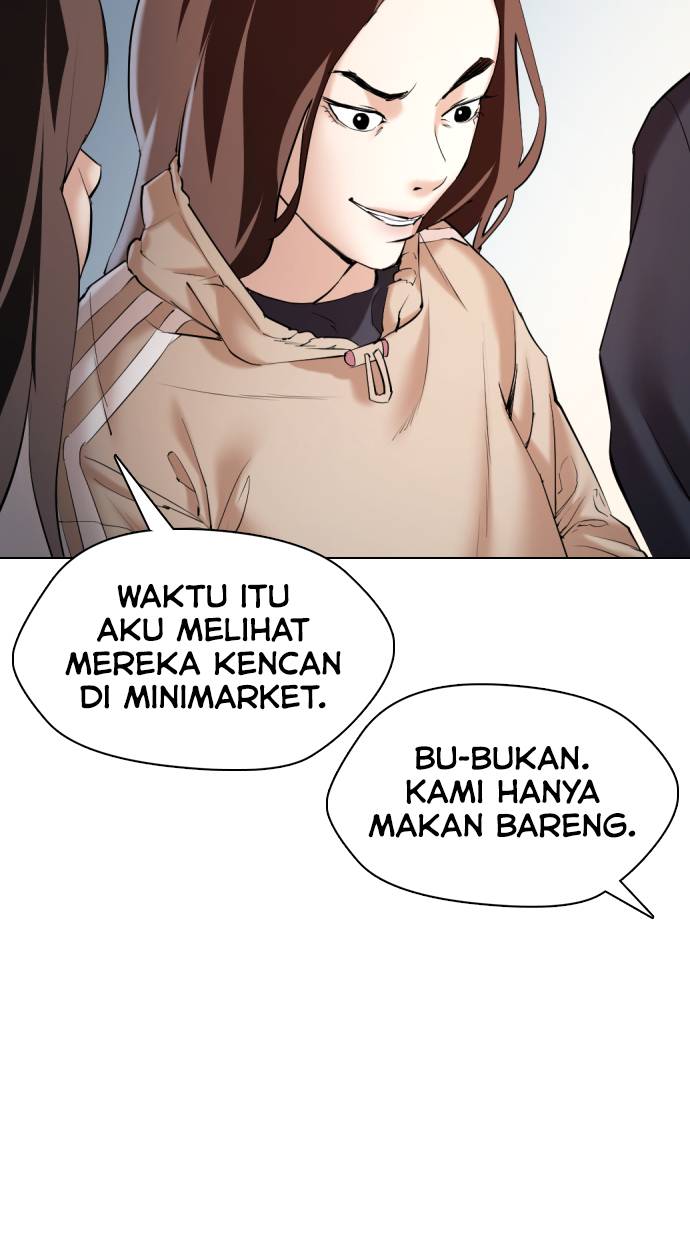 WAKTU ITU
AKU MELIHAT
MEREKA KENCAN
DI MINIMARKET.
BU-BUKAN.
KAMI HANYA
MAKAN BARENG.